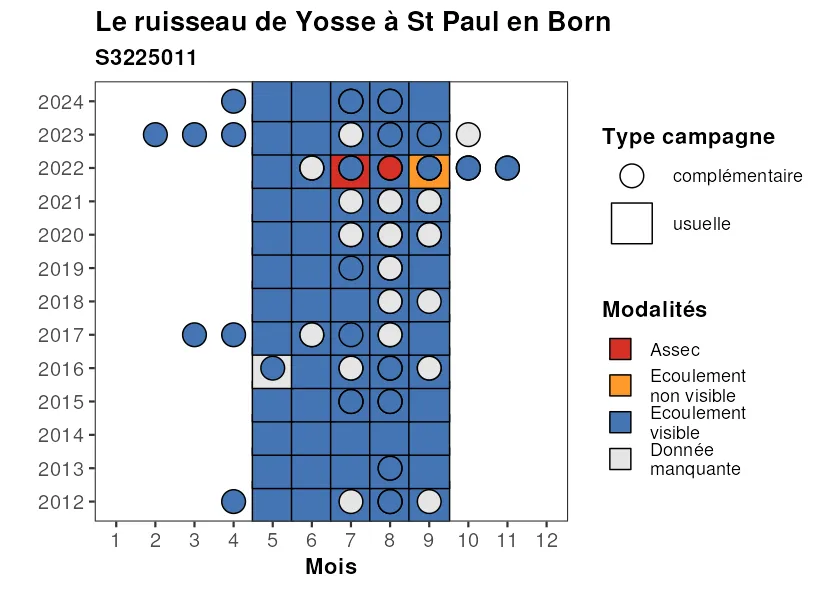 Le ruisseau de Yosse à St Paul en Born
S3225011
2024
2023
2022
2021
2020
2019
2018
2017
2016
2015
2014
2013
2012
1 2 3 4 5 6 7 8 9 10 11 12
Mois
Type campagne
complémentaire
usuelle
Modalités
Assec
Ecoulement
non visible
Ecoulement
visible
Donnée
manquante